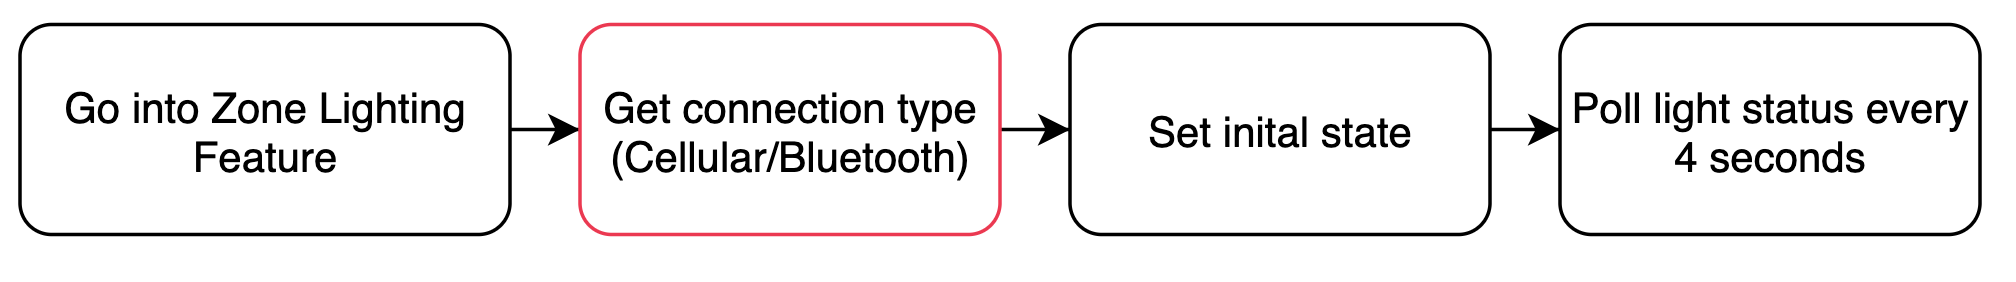 Go into Zone Lighting
Feature
Get connection type
(Cellular/Bluetooth)
Set inital state
Poll light status every
4 seconds